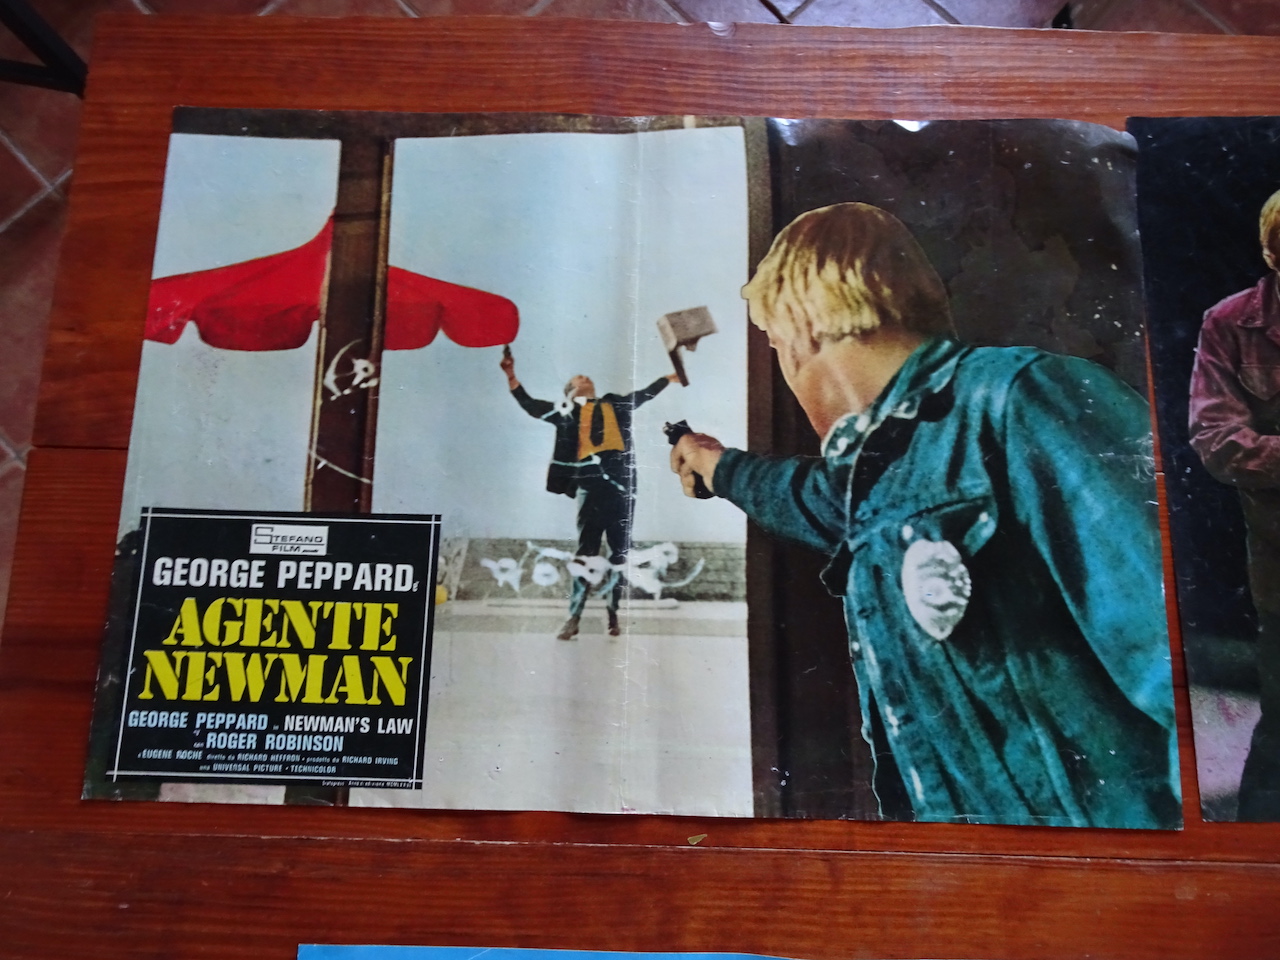 STEFANO
FILM
GEORGE PEPPARD
AGENTE
NEWMAN
GEORGE PEPPARD in NEWMAN'S LAW
con ROGER ROBINSON
e EUGENE ROCHE diretto da RICHARD HEFFRON • prodotto da RICHARD IRVING
una UNIVERSAL PICTURE • TECHNICOLOR